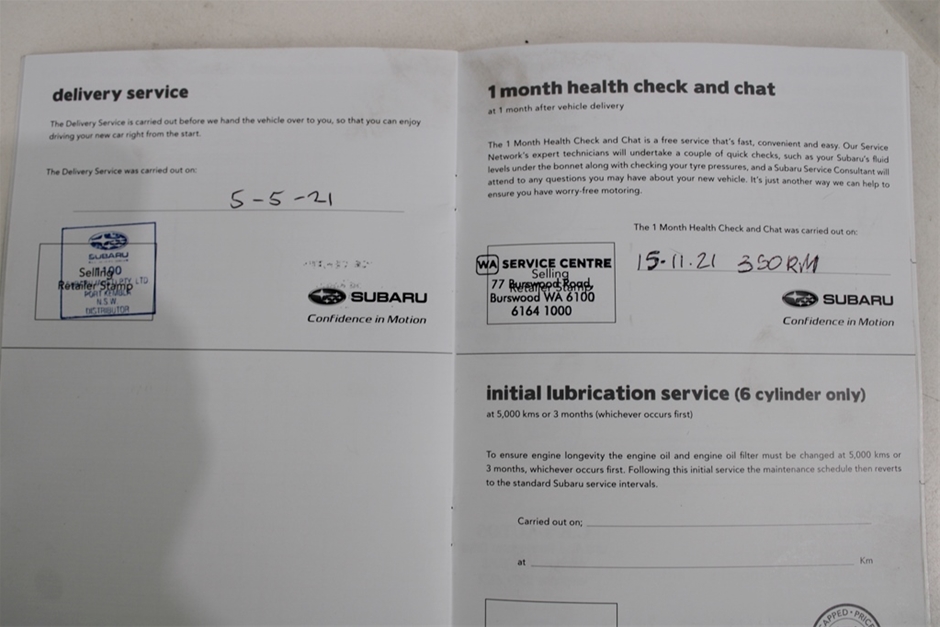 delivery service
The Delivery Service is carried out before we hand the vehicle over to you, so that you can enjoy
driving your new car right from the start.
The Delivery Service was carried out on:
5-5-21
SUBARU
Selling
Retailer Stamp
PTY. LTD
PORT KEMBLA
N.S.W.
DISTRIBUTOR
SUBARU
Confidence in Motion
1 month health check and chat
at 1 month after vehicle delivery
The 1 Month Health Check and Chat is a free service that's fast, convenient and easy. Our Service
Network's expert technicians will undertake a couple of quick checks, such as your Subaru's fluid
levels under the bonnet along with checking your tyre pressures, and a Subaru Service Consultant will
attend to any questions you may have about your new vehicle. It's just another way we can help to
ensure you have worry-free motoring.
The 1 Month Health Check and Chat was carried out on:
15.11.21 350
WA SERVICE CENTRE
Selling
77 Burswood Road
Retailer Stamp
Burswood WA 6100
6164 1000
SUBARU
Confidence in Motion
initial lubrication service (6 cylinder only)
at 5,000 kms or 3 months (whichever occurs first)
To ensure engine longevity the engine oil and engine oil filter must be changed at 5,000 kms or
3 months, whichever occurs first. Following this initial service the maintenance schedule then reverts
to the standard Subaru service intervals.
Carried out on:
at Km